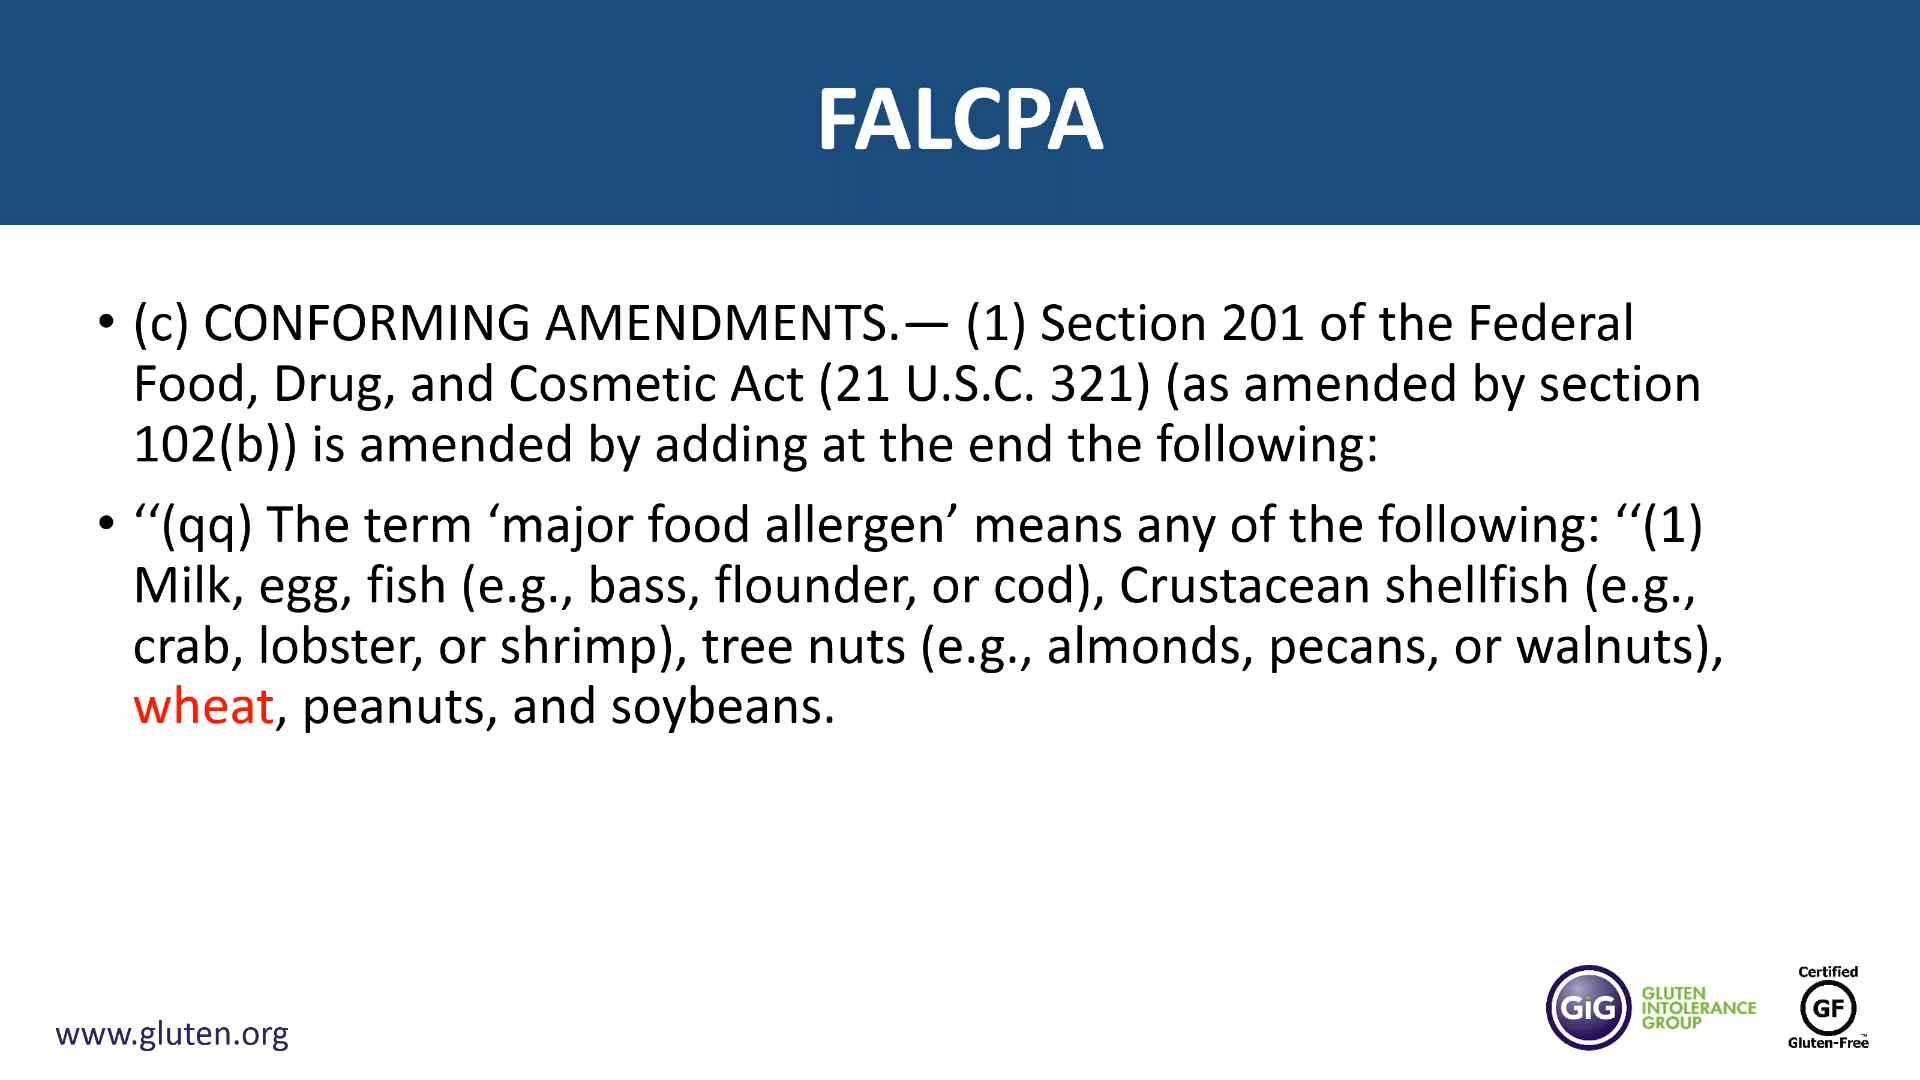 FALCPA
• (c) CONFORMING AMENDMENTS.— (1) Section 201 of the Federal
Food, Drug, and Cosmetic Act (21 U.S.C. 321) (as amended by section
102(b)) is amended by adding at the end the following:
• ‘‘(qq) The term ‘major food allergen’ means any of the following: ‘‘(1)
Milk, egg, fish (e.g., bass, flounder, or cod), Crustacean shellfish (e.g.,
crab, lobster, or shrimp), tree nuts (e.g., almonds, pecans, or walnuts),
wheat, peanuts, and soybeans.
www.gluten.org
GiG
GLUTEN
INTOLERANCE
GROUP
Certified
GF
Gluten-Free™